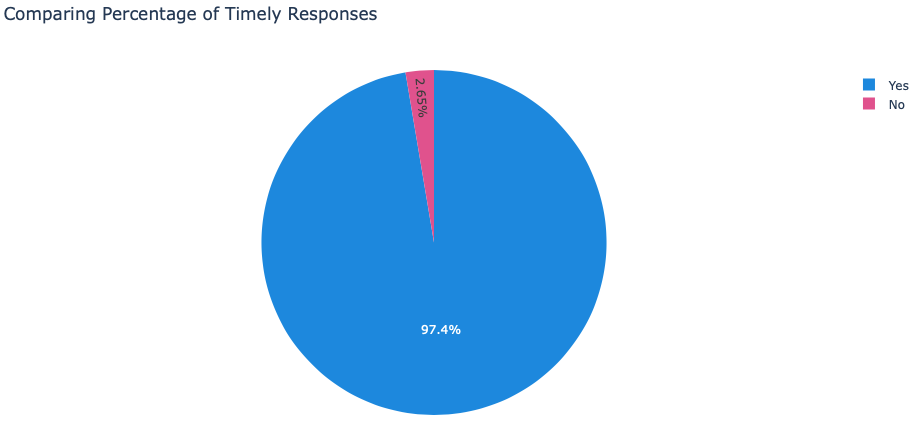 Comparing Percentage of Timely Responses
2.65%
97.4%
Yes
No